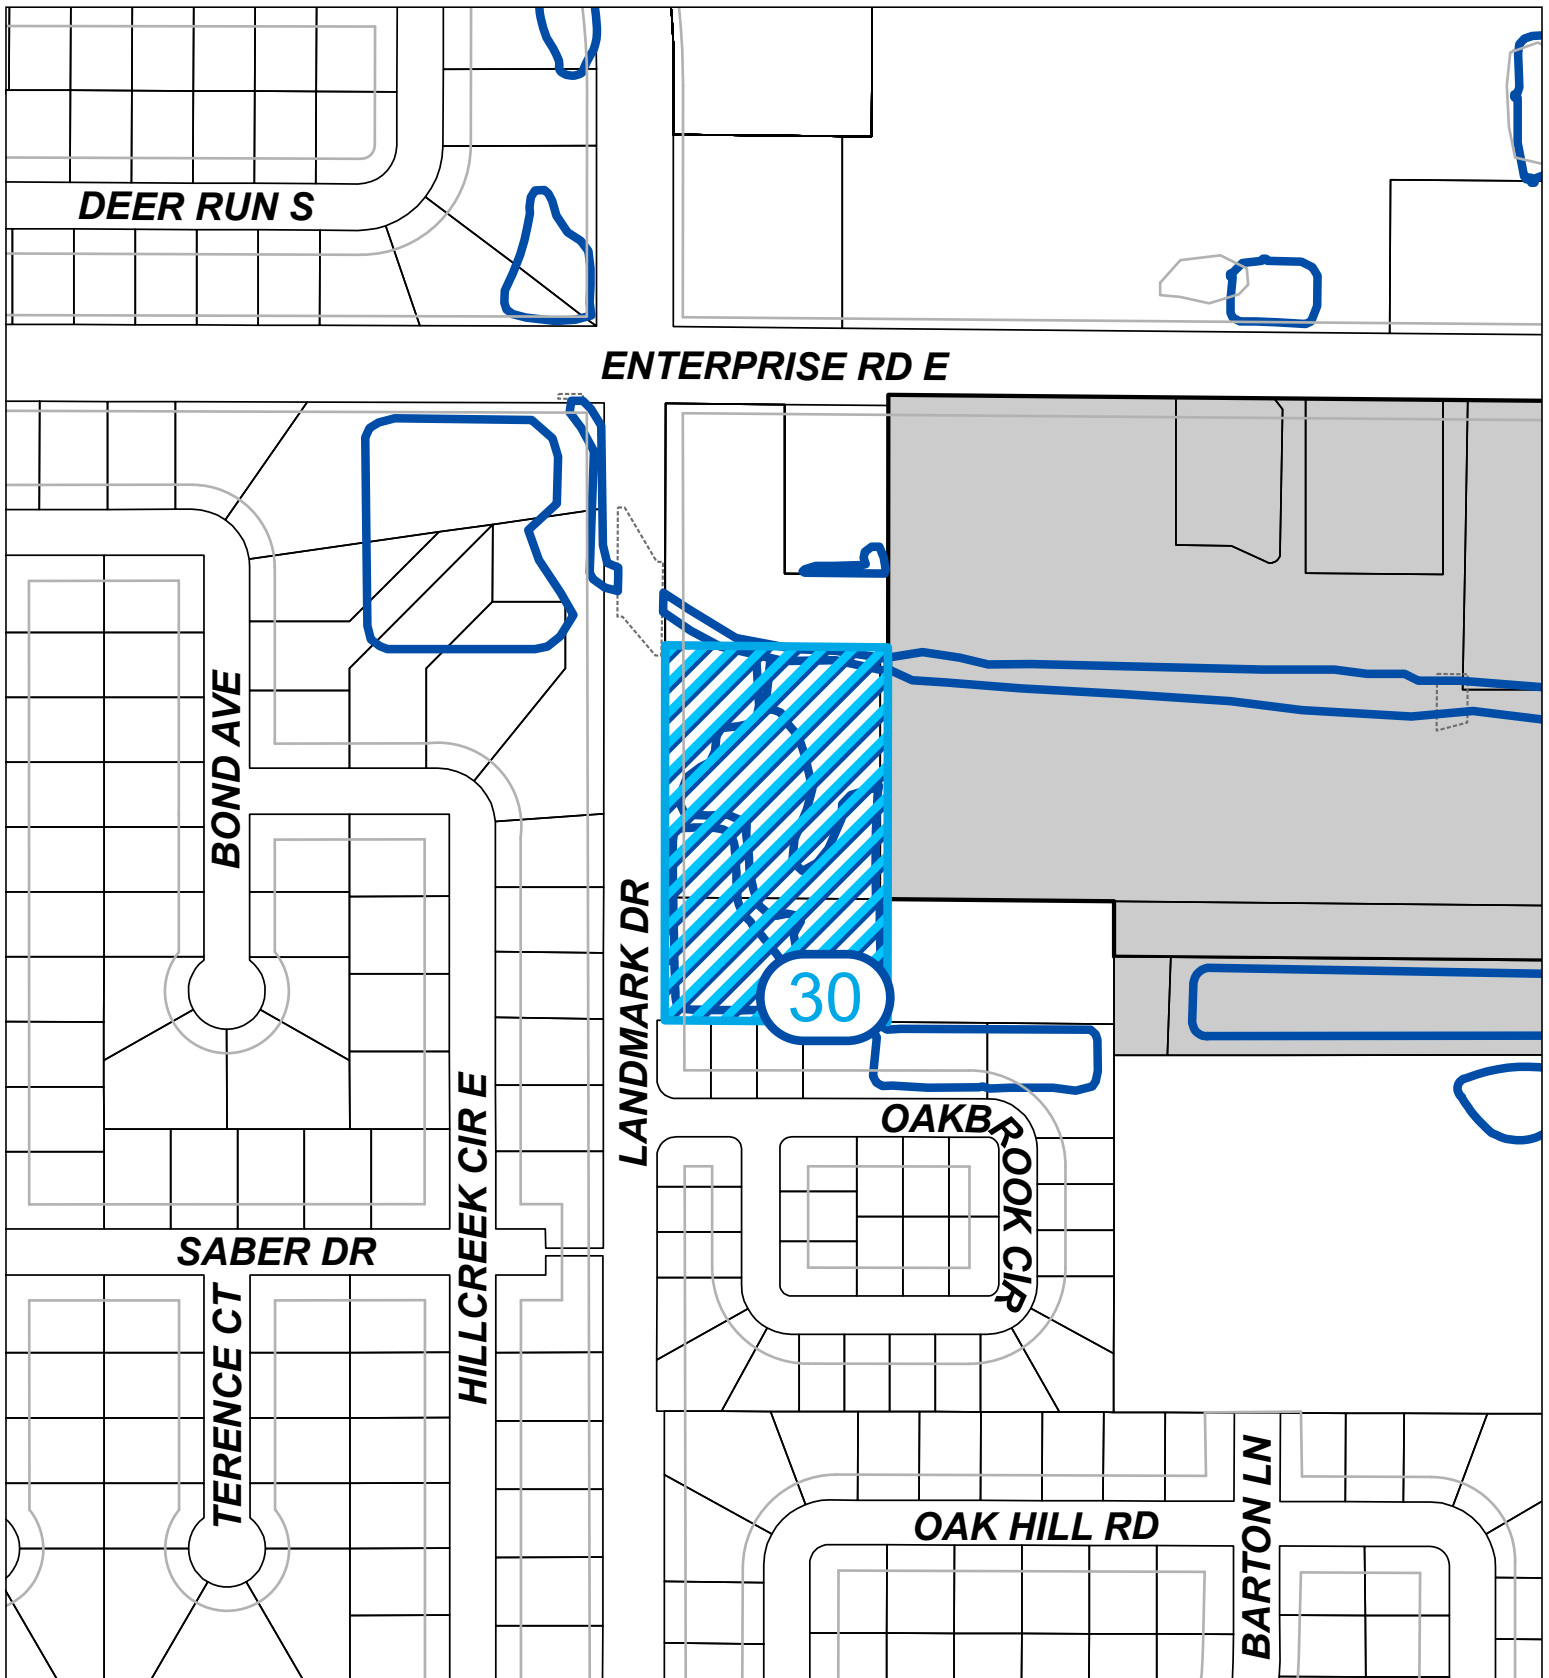 DEER RUN S
ENTERPRISE RD E
BOND AVE
LANDMARK DR
30
HILLCREEK CIR E
OAKBROOK CIR
SABER DR
TERENCE CT
OAK HILL RD
BARTON LN